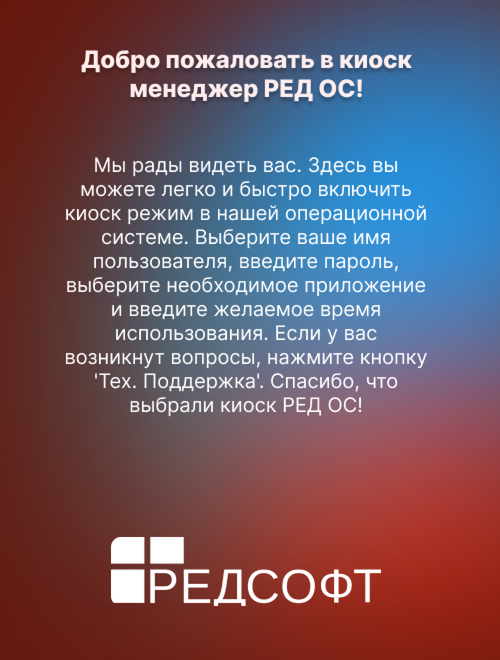 Добро пожаловать в киоск
менеджер РЕД ОС!
Мы рады видеть вас. Здесь вы
можете легко и быстро включить
киоск режим в нашей операционной
системе. Выберите ваше имя
пользователя, введите пароль,
выберите необходимое приложение
и введите желаемое время
использования. Если у вас
возникнут вопросы, нажмите кнопку
'Тех. Поддержка'. Спасибо, что
выбрали киоск РЕД ОС!
РЕДСОФТ